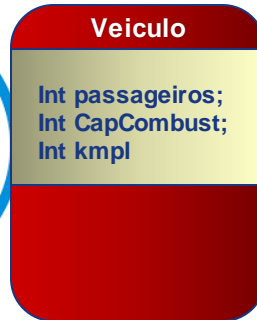 Veiculo
Int passageiros;
Int CapCombust;
Int kmpl